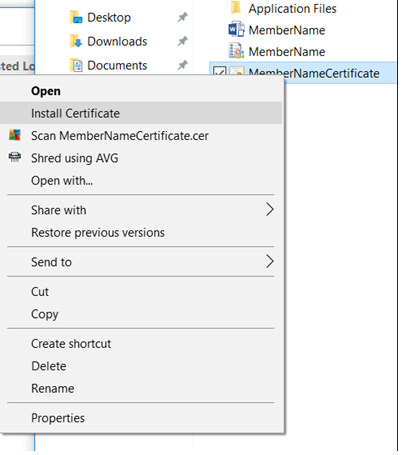 Desktop
Downloads
Documents
Application Files
MemberName
MemberName
MemberNameCertificate
sted Lo
Open
Install Certificate
Scan MemberNameCertificate.cer
Shred using AVG
Open with...
Share with
Restore previous versions
Send to
Cut
Copy
Create shortcut
Delete
Rename
Properties